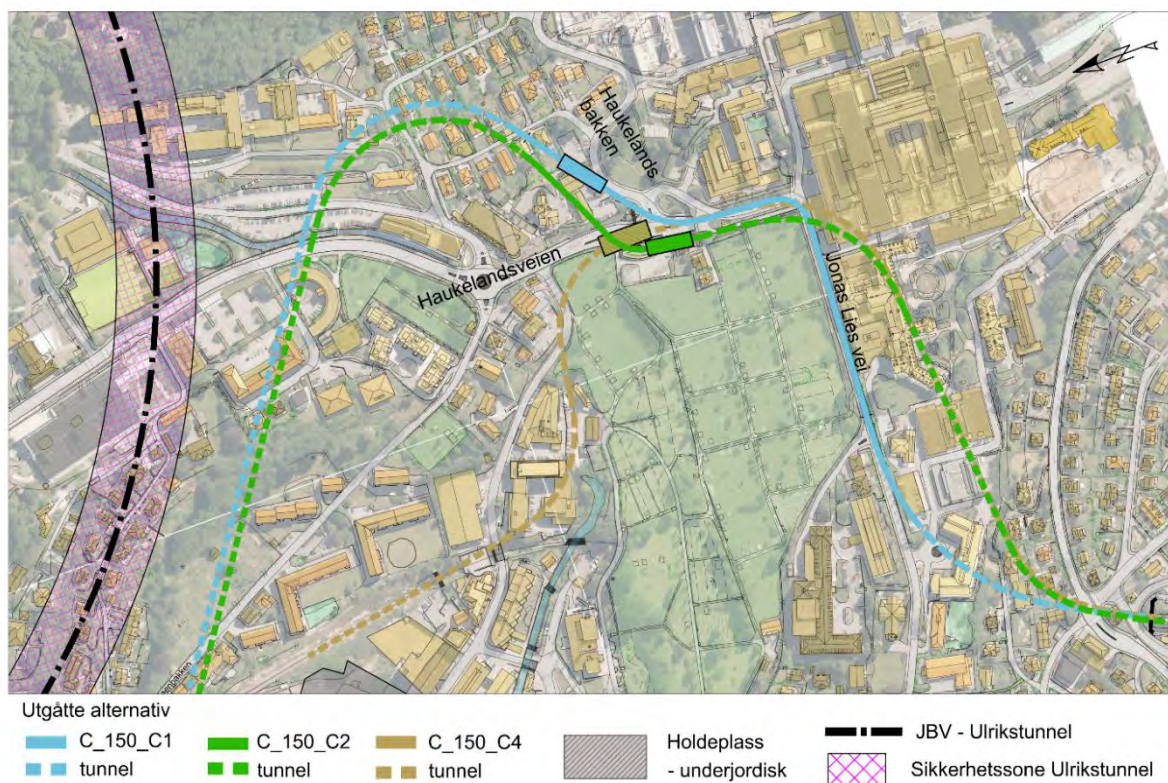 Haukelands
bakken
Haukelandsveien
Jonas Lies vei
enbakken
Utgåtte alternativ
C_150_C1
C_150_C2
C_150_C4
Holdeplass
JBV - Ulrikstunnel
tunnel
tunnel
tunnel
- underjordisk
Sikkerhetssone Ulrikstunnel